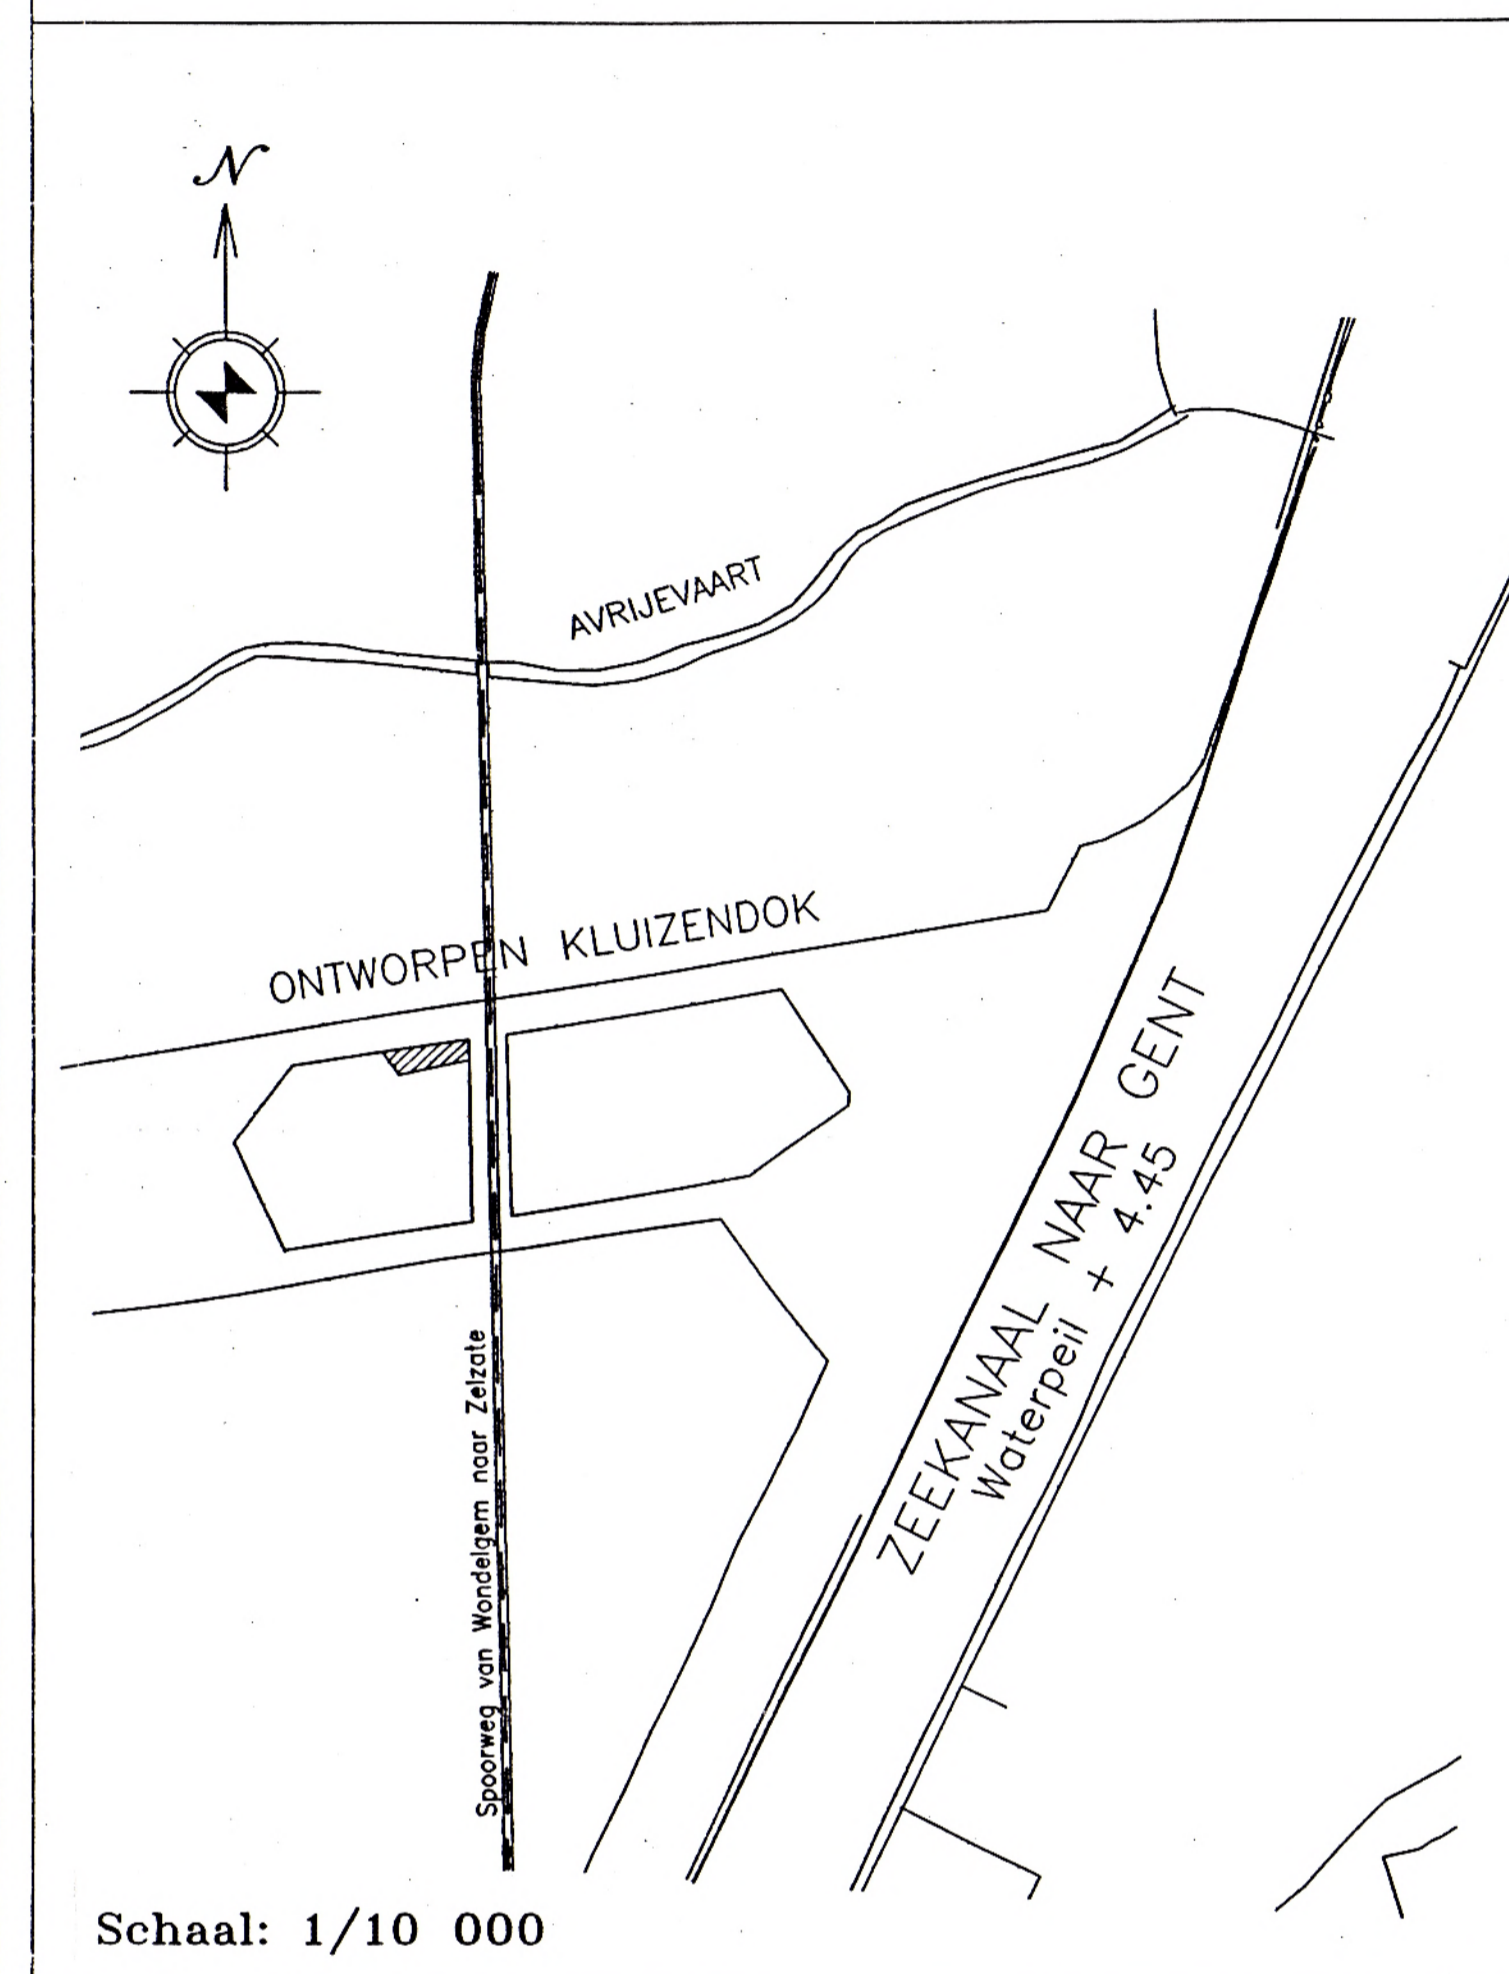 N
AVRIJEVAART
ONTWORPEN KLUIZENDOK
ZEEKANAAL NAAR GENT
Waterpeil + 4.45
Spoorweg van Wondelgem naar Zelzate
Schaal: 1/10 000